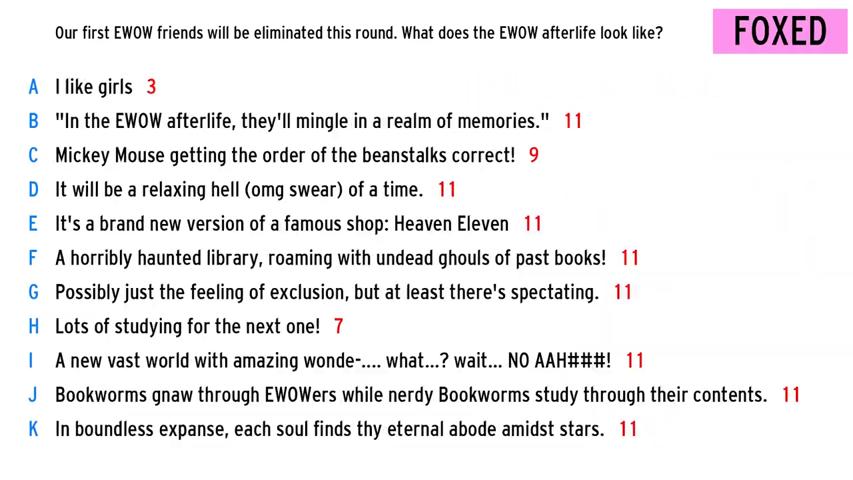 Our first EWOW friends will be eliminated this round. What does the EWOW afterlife look like?
FOXED
A I like girls 3
B "In the EWOW afterlife, they'll mingle in a realm of memories." 11
C Mickey Mouse getting the order of the beanstalks correct! 9
D It will be a relaxing hell (omg swear) of a time. 11
E It's a brand new version of a famous shop: Heaven Eleven 11
F A horribly haunted library, roaming with undead ghouls of past books! 11
G Possibly just the feeling of exclusion, but at least there's spectating. 11
H Lots of studying for the next one! 7
I A new vast world with amazing wonde-.... what...? wait... NO AAH###! 11
J Bookworms gnaw through EWOWers while nerdy Bookworms study through their contents. 11
K In boundless expanse, each soul finds thy eternal abode amidst stars. 11